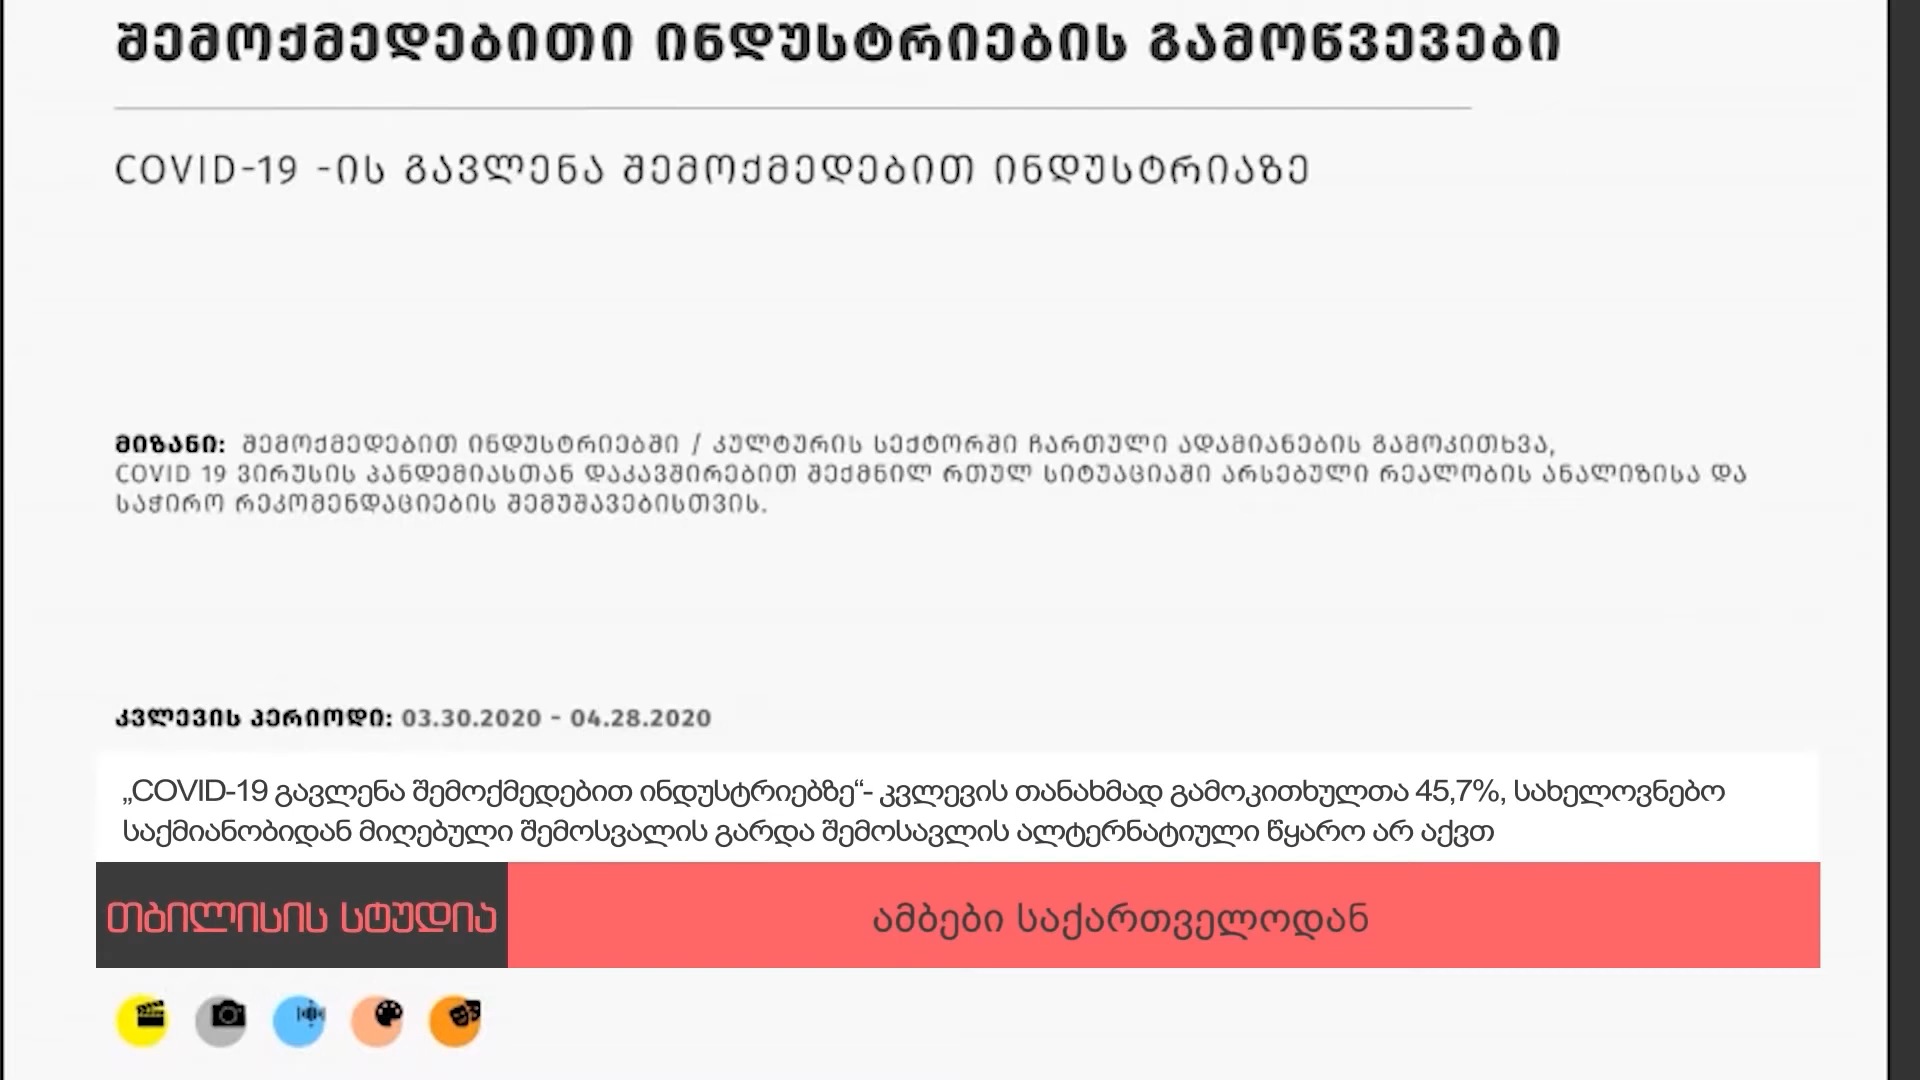 შემოქმედებითი ინდუსტრიების გამოწვევები
COVID-19 -ის გავლენა შემოქმედებით ინდუსტრიაზე
მიზანი: შემოქმედებით ინდუსტრიებში / კულტურის სექტორში ჩართული ადამიანების გამოკითხვა,
COVID 19 ვირუსის პანდემიასთან დაკავშირებით შექმნილ რთულ სიტუაციაში არსებული რეალობის ანალიზისა და
საჭირო რეკომენდაციების შემუშავებისთვის.
კვლევის პერიოდი: 03.30.2020 - 04.28.2020
„COVID-19 გავლენა შემოქმედებით ინდუსტრიებზე“- კვლევის თანახმად გამოკითხულთა 45,7%, სახელოვნებო
საქმიანობიდან მიღებული შემოსვალის გარდა შემოსავლის ალტერნატიული წყარო არ აქვთ
თბილისის სტუდია
ამბები საქართველოდან